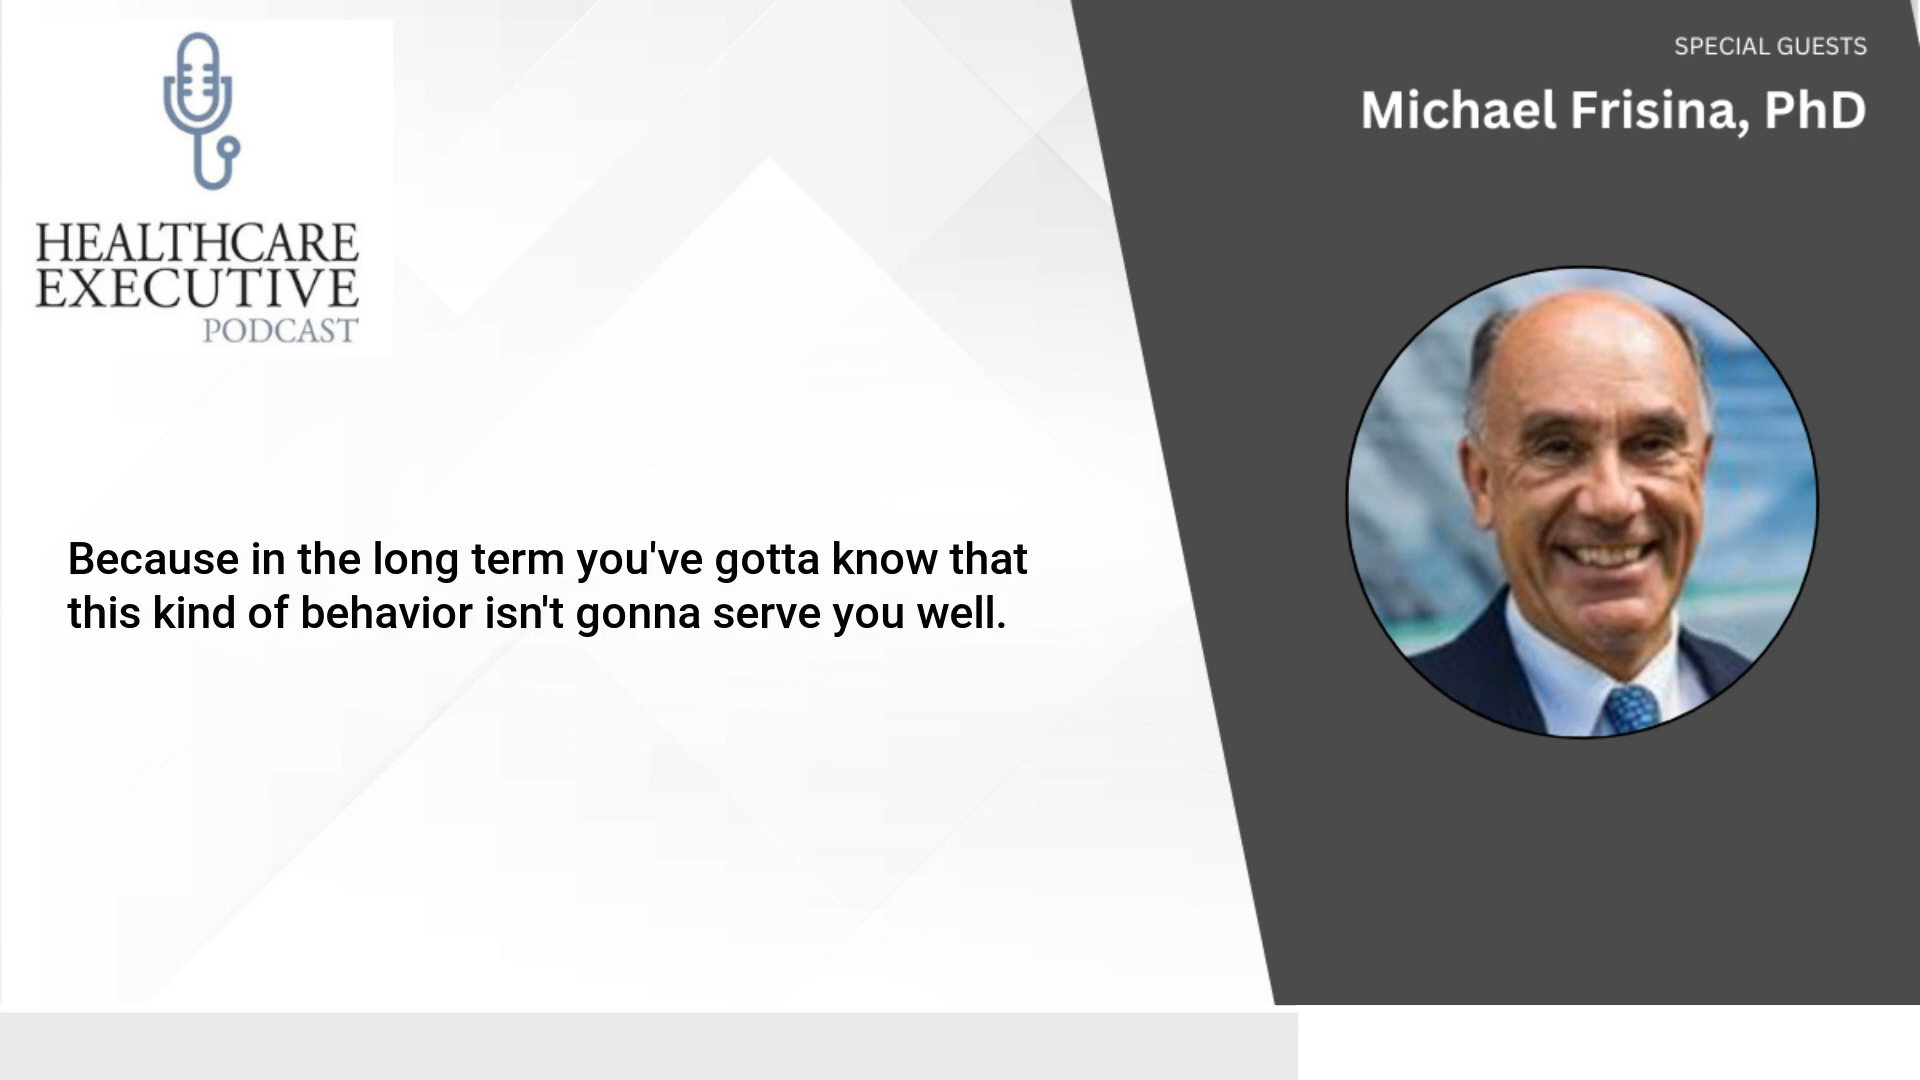 HEALTHCARE
EXECUTIVE
PODCAST
SPECIAL GUESTS
Michael Frisina, PhD
Because in the long term you've gotta know that
this kind of behavior isn't gonna serve you well.